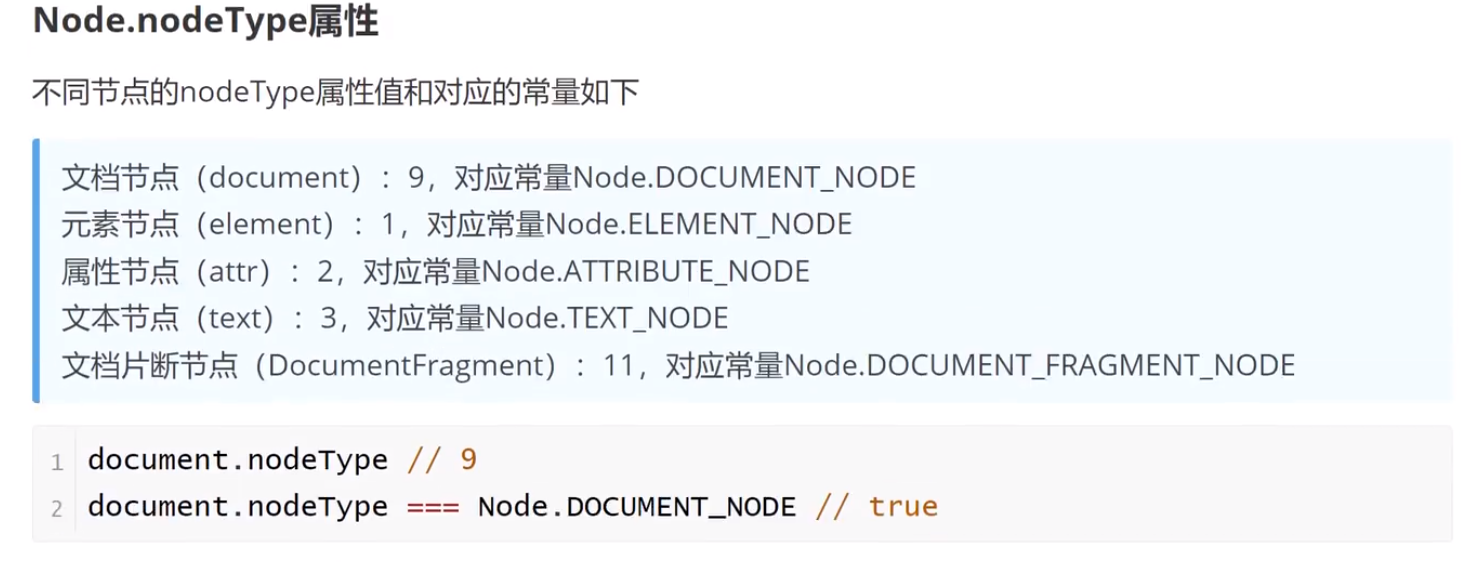 Node.nodeType属性
不同节点的nodeType属性值和对应的常量如下
文档节点（document）：9，对应常量Node.DOCUMENT_NODE
元素节点（element）：1，对应常量Node.ELEMENT_NODE
属性节点（attr）：2，对应常量Node.ATTRIBUTE_NODE
文本节点（text）：3，对应常量Node.TEXT_NODE
文档片断节点（DocumentFragment）：11，对应常量Node.DOCUMENT_FRAGMENT_NODE
1 document.nodeType // 9
2 document.nodeType === Node.DOCUMENT_NODE // true